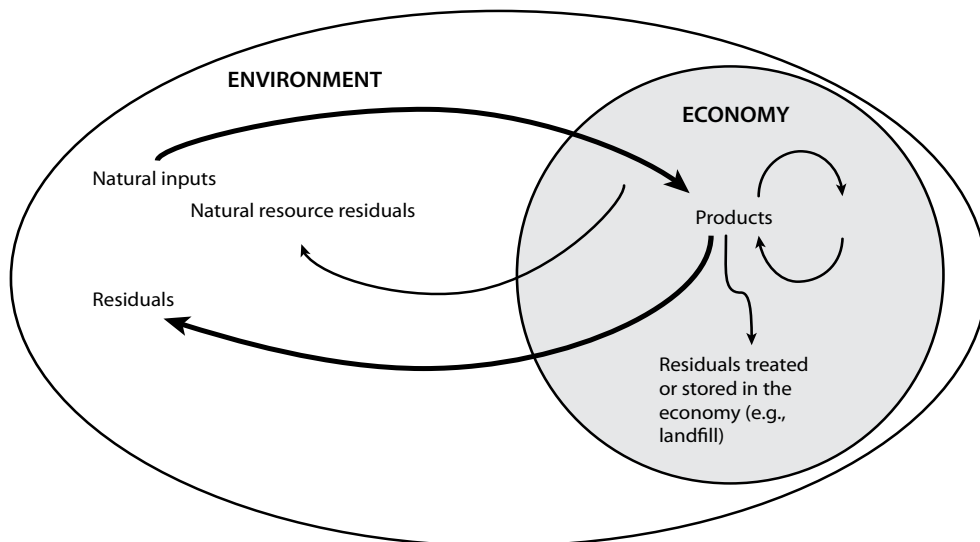 ENVIRONMENT
ECONOMY
Natural inputs
Natural resource residuals
Products
Residuals
Residuals treated
or stored in the
economy (e.g.,
landfill)